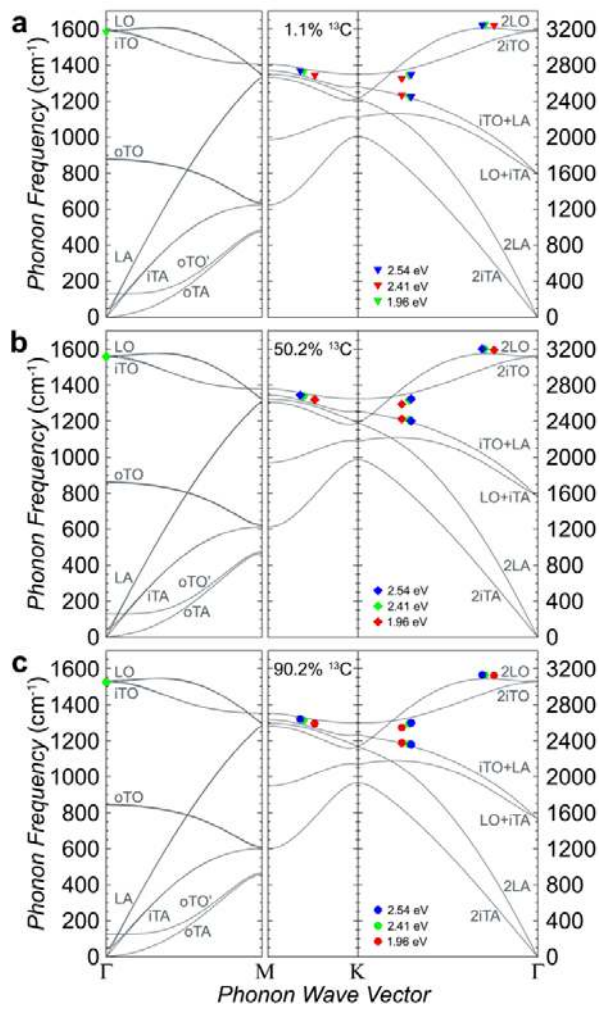 a
1.1% ¹³C
Phonon Frequency (cm⁻¹)
1600
1400
1200
1000
800
600
400
200
0
LO
iTO
oTO
LA
iTA
oTO'
oTA
2.54 eV
2.41 eV
1.96 eV
2LO
2iTO
iTO+LA
LO+iTA
2LA
2iTA
3200
2800
2400
2000
1600
1200
800
400
0
b
50.2% ¹³C
Phonon Frequency (cm⁻¹)
1600
1400
1200
1000
800
600
400
200
0
LO
iTO
oTO
LA
iTA
oTO'
oTA
2.54 eV
2.41 eV
1.96 eV
2LO
2iTO
iTO+LA
LO+iTA
2LA
2iTA
3200
2800
2400
2000
1600
1200
800
400
0
c
90.2% ¹³C
Phonon Frequency (cm⁻¹)
1600
1400
1200
1000
800
600
400
200
0
LO
iTO
oTO
LA
iTA
oTO'
oTA
2.54 eV
2.41 eV
1.96 eV
2LO
2iTO
iTO+LA
LO+iTA
2LA
2iTA
3200
2800
2400
2000
1600
1200
800
400
0
Γ M K Γ
Phonon Wave Vector